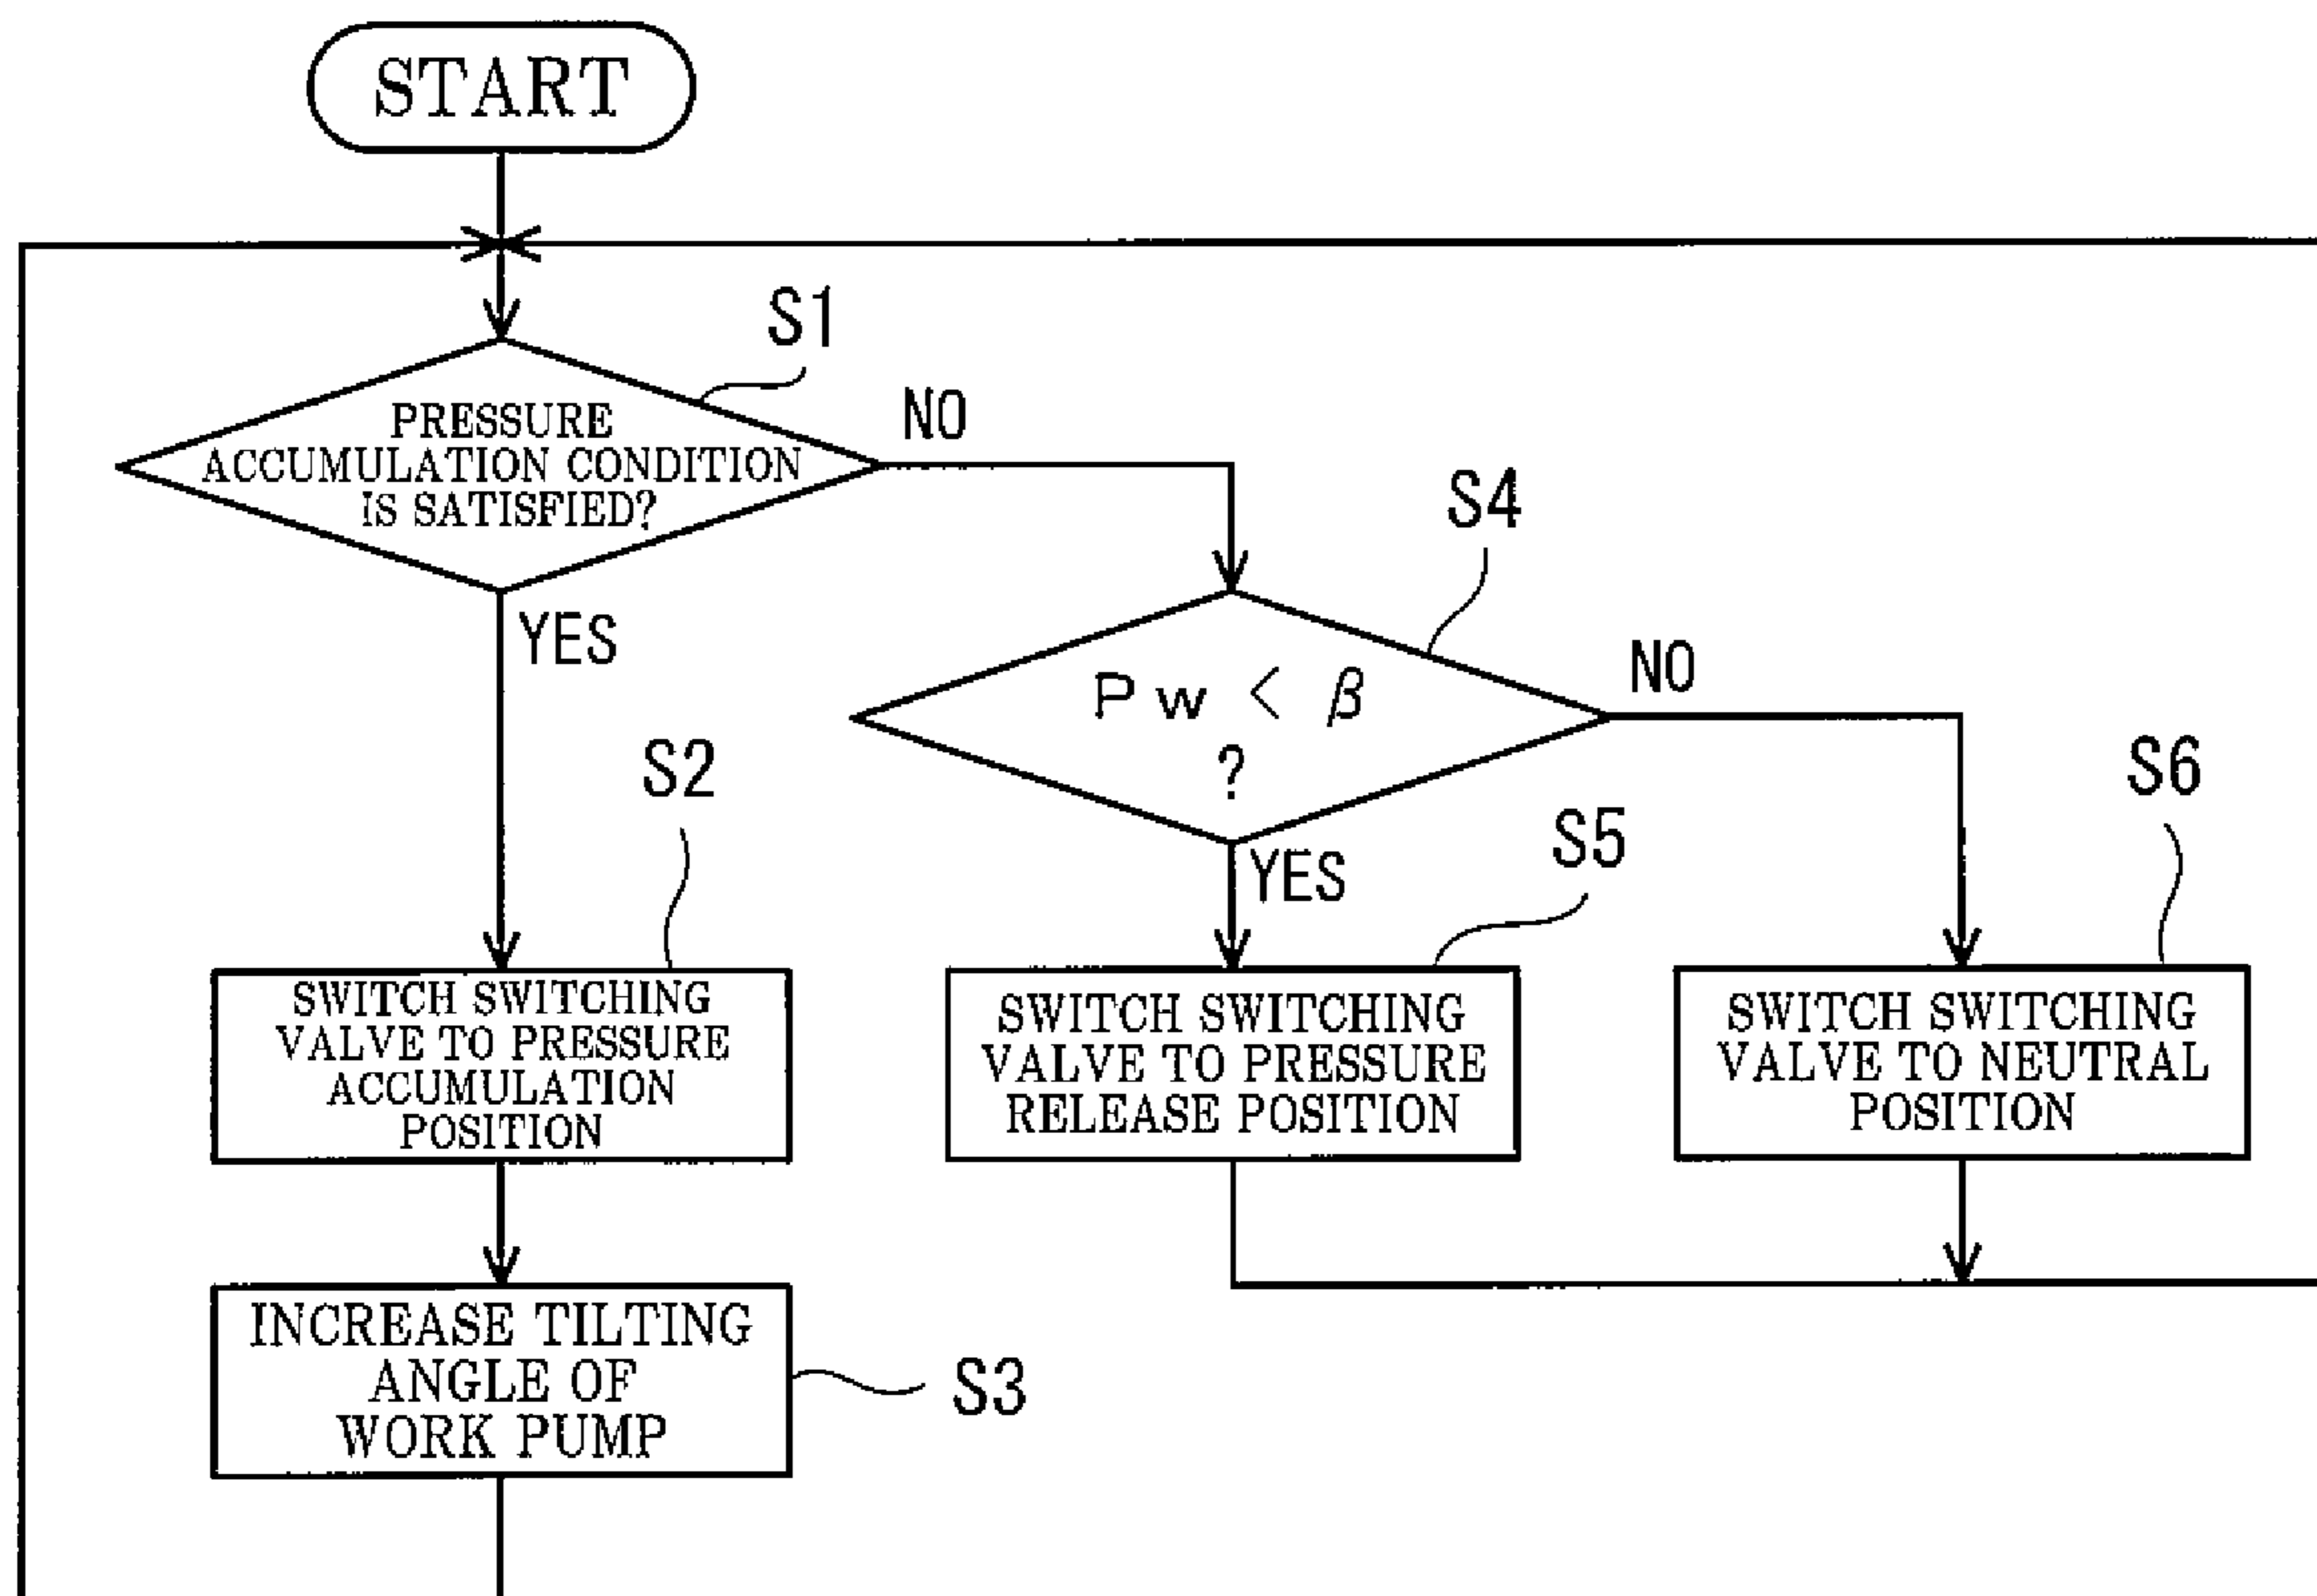 START
S1
PRESSURE
ACCUMULATION CONDITION
IS SATISFIED?
NO
YES
S4
Pw < β
?
NO
YES
S2
SWITCH SWITCHING
VALVE TO PRESSURE
ACCUMULATION
POSITION
S5
SWITCH SWITCHING
VALVE TO PRESSURE
RELEASE POSITION
S6
SWITCH SWITCHING
VALVE TO NEUTRAL
POSITION
INCREASE TILTING
ANGLE OF
WORK PUMP
S3